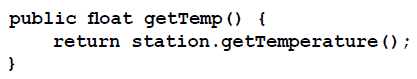 public float getTemp() {
    return station.getTemperature();
}